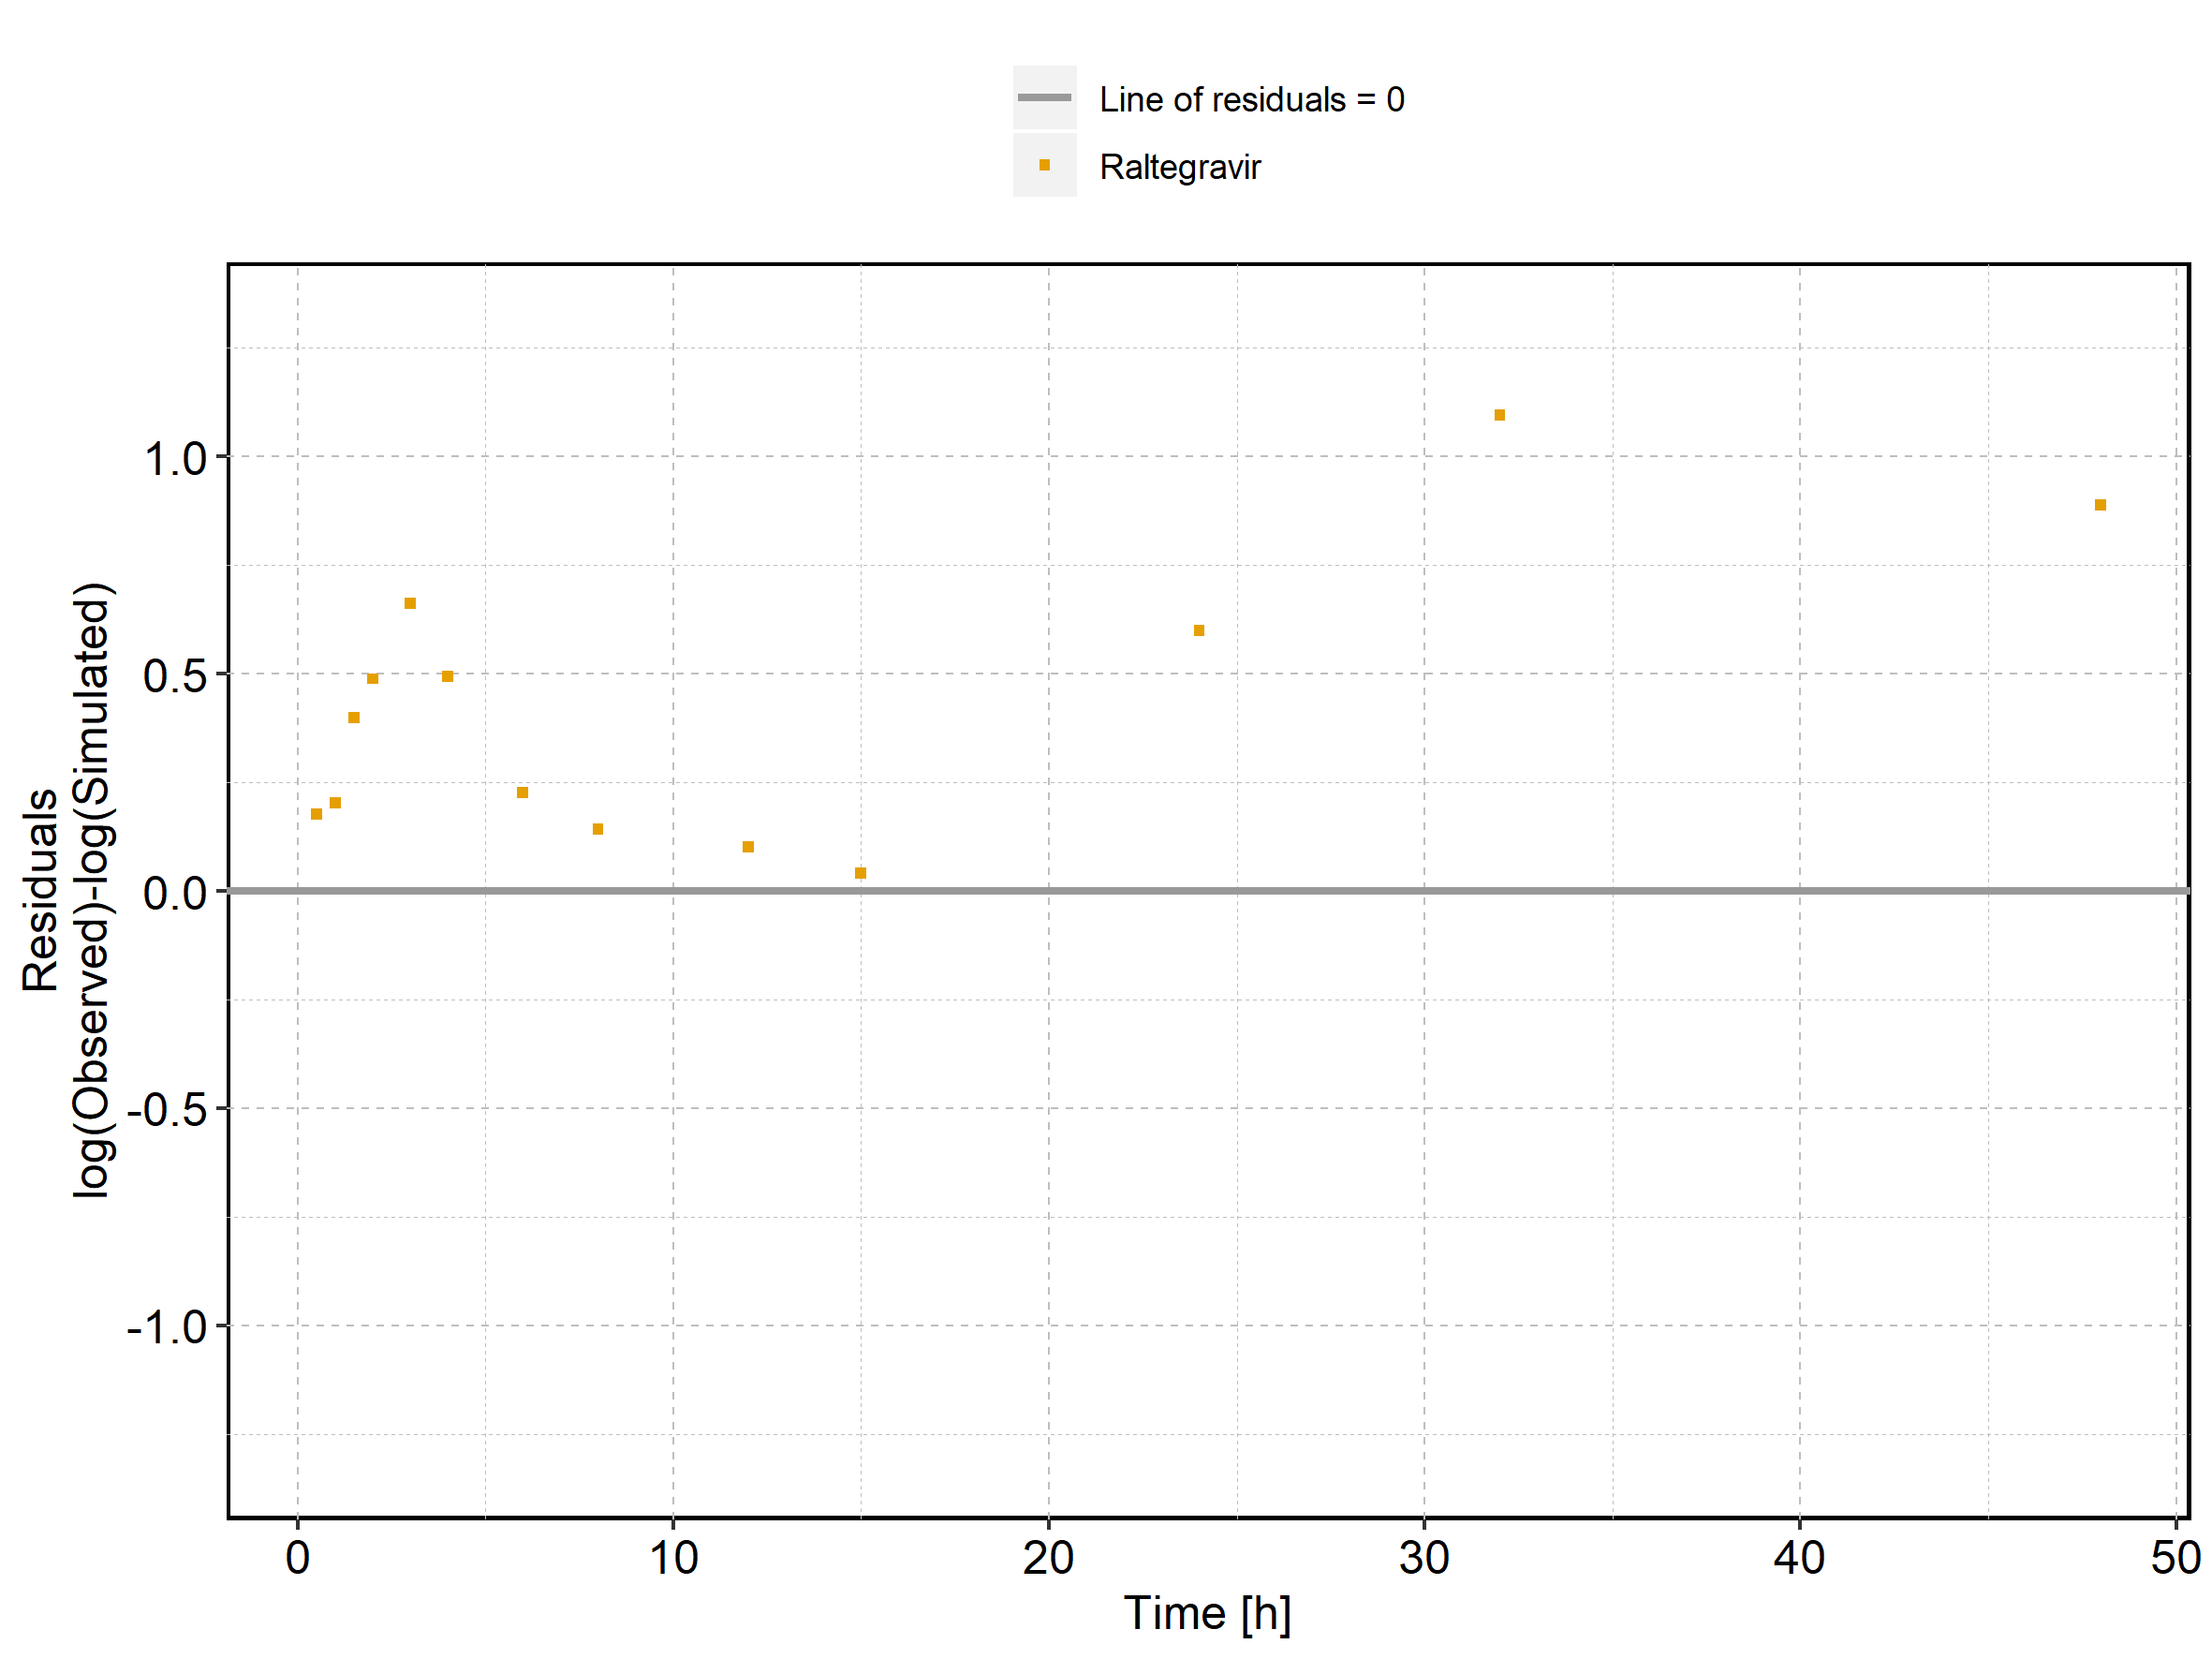 Line of residuals = 0
Raltegravir
Residuals
log(Observed)-log(Simulated)
1.0
0.5
0.0
-0.5
-1.0
0
10
20
30
40
50
Time [h]